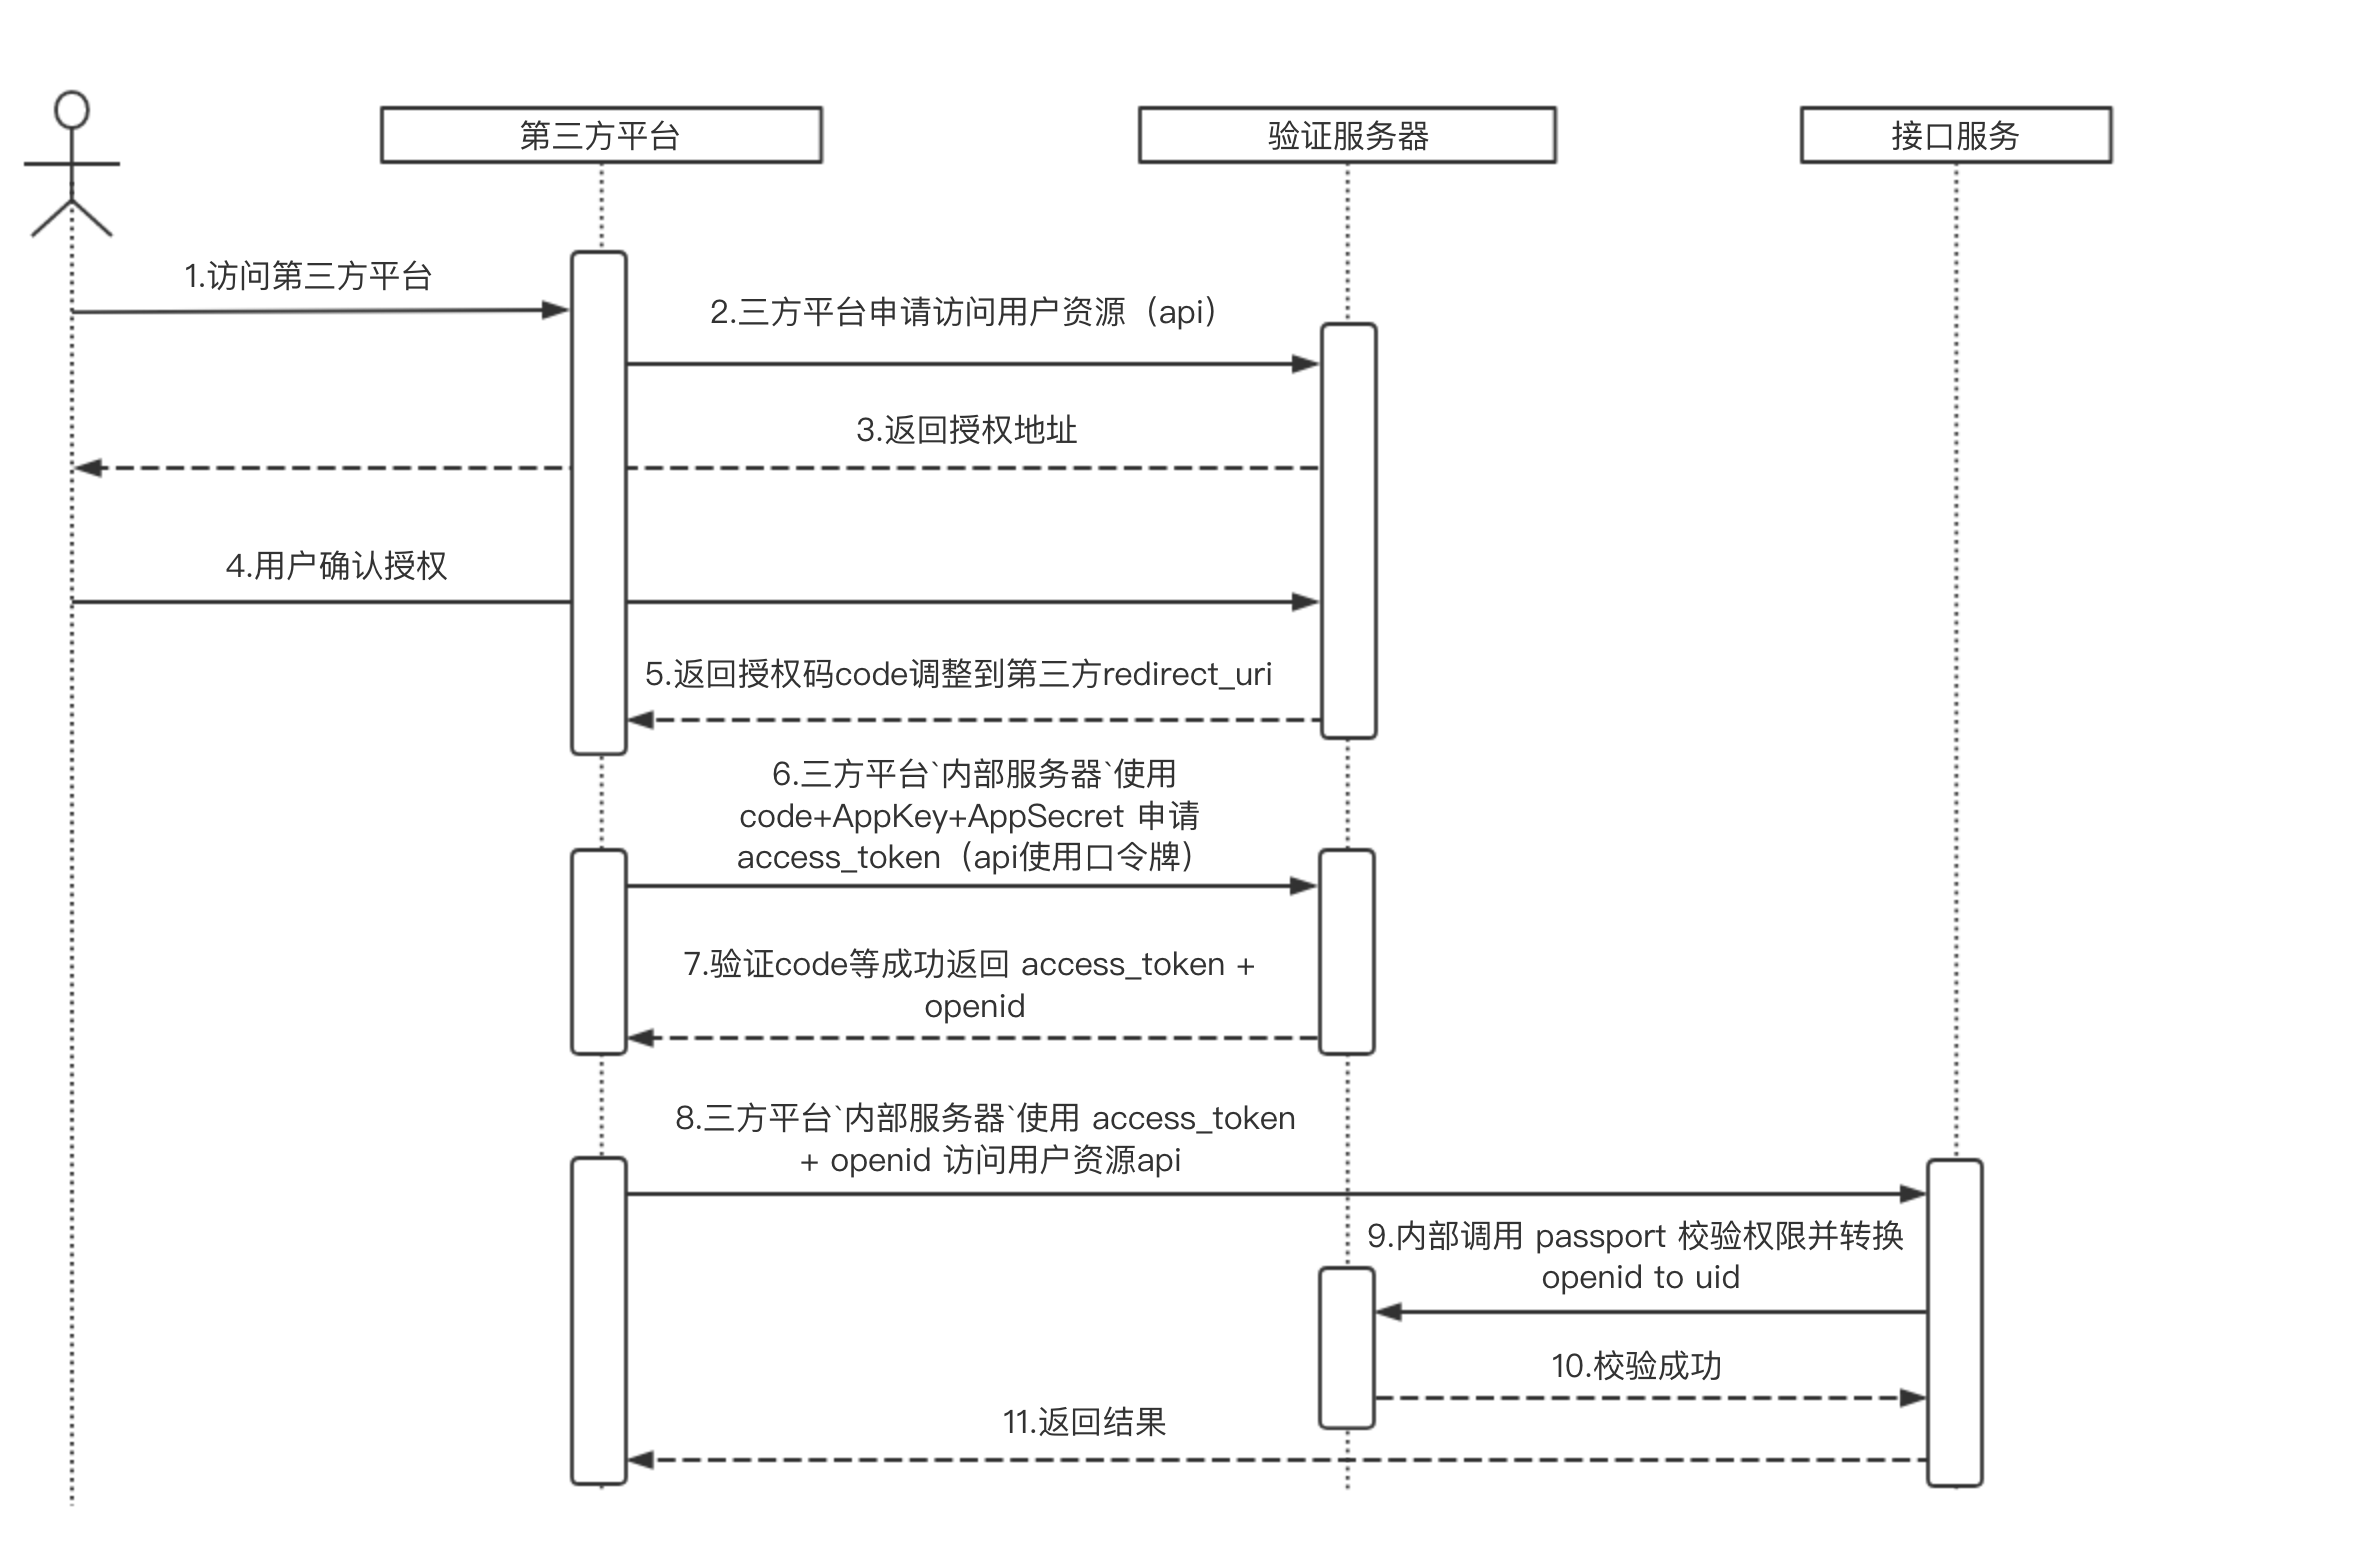 第三方平台
验证服务器
接口服务
1.访问第三方平台
2.三方平台申请访问用户资源（api）
3.返回授权地址
4.用户确认授权
5.返回授权码code调整到第三方redirect_uri
6.三方平台`内部服务器`使用
code+AppKey+AppSecret 申请
access_token（api使用口令牌）
7.验证code等成功返回 access_token +
openid
8.三方平台`内部服务器`使用 access_token
+ openid 访问用户资源api
9.内部调用 passport 校验权限并转换
openid to uid
10.校验成功
11.返回结果